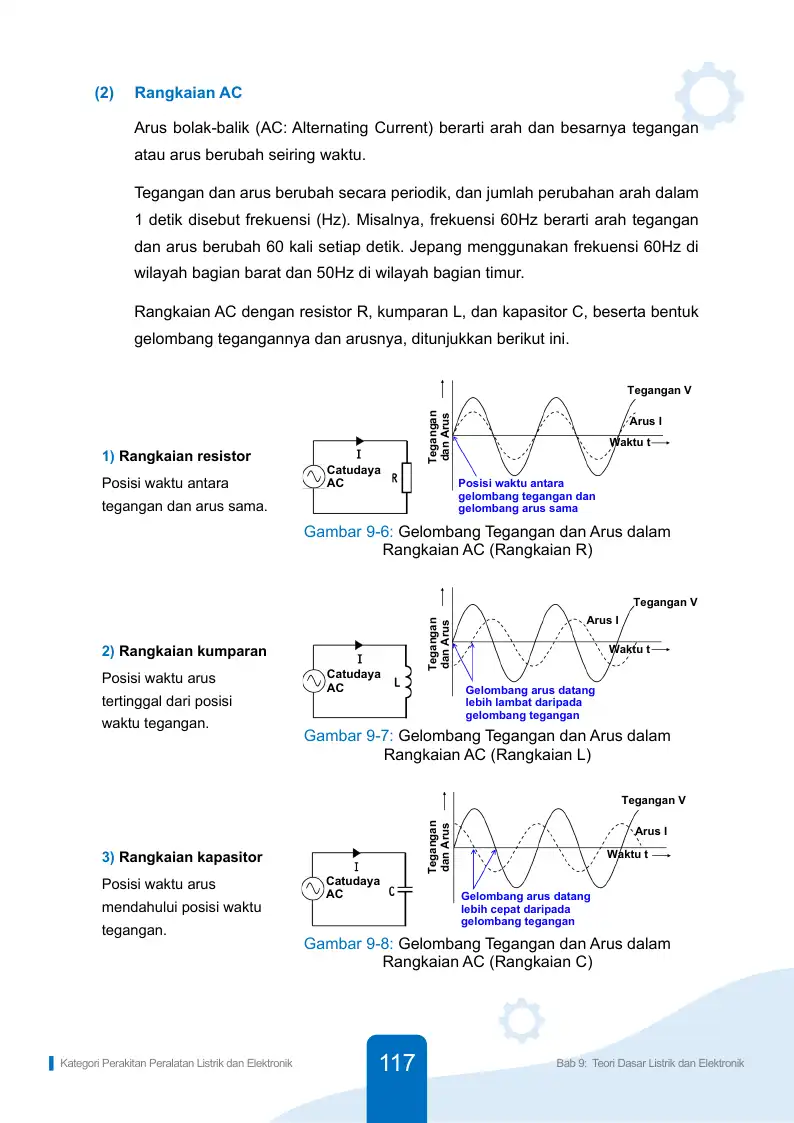 (2) Rangkaian AC
Arus bolak-balik (AC: Alternating Current) berarti arah dan besarnya tegangan
atau arus berubah seiring waktu.
Tegangan dan arus berubah secara periodik, dan jumlah perubahan arah dalam
1 detik disebut frekuensi (Hz). Misalnya, frekuensi 60Hz berarti arah tegangan
dan arus berubah 60 kali setiap detik. Jepang menggunakan frekuensi 60Hz di
wilayah bagian barat dan 50Hz di wilayah bagian timur.
Rangkaian AC dengan resistor R, kumparan L, dan kapasitor C, beserta bentuk
gelombang tegangannya dan arusnya, ditunjukkan berikut ini.
1) Rangkaian resistor
Posisi waktu antara
tegangan dan arus sama.
I
Catudaya
AC
R
Tegangan
dan Arus
Tegangan V
Arus I
Waktu t
Posisi waktu antara
gelombang tegangan dan
gelombang arus sama
Gambar 9-6: Gelombang Tegangan dan Arus dalam
Rangkaian AC (Rangkaian R)
2) Rangkaian kumparan
Posisi waktu arus
tertinggal dari posisi
waktu tegangan.
I
Catudaya
AC
L
Tegangan
dan Arus
Tegangan V
Arus I
Waktu t
Gelombang arus datang
lebih lambat daripada
gelombang tegangan
Gambar 9-7: Gelombang Tegangan dan Arus dalam
Rangkaian AC (Rangkaian L)
3) Rangkaian kapasitor
Posisi waktu arus
mendahului posisi waktu
tegangan.
I
Catudaya
AC
C
Tegangan
dan Arus
Tegangan V
Arus I
Waktu t
Gelombang arus datang
lebih cepat daripada
gelombang tegangan
Gambar 9-8: Gelombang Tegangan dan Arus dalam
Rangkaian AC (Rangkaian C)
Kategori Perakitan Peralatan Listrik dan Elektronik
117
Bab 9: Teori Dasar Listrik dan Elektronik